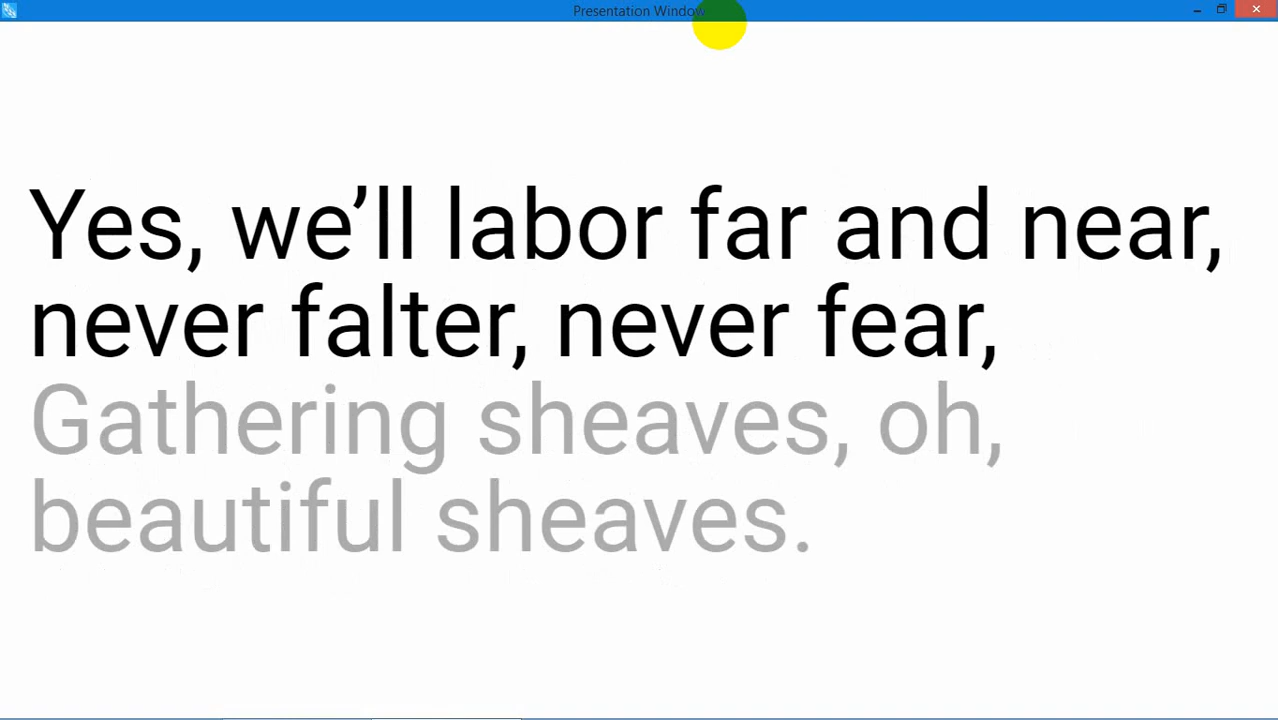 Presentation Window
Yes, we’ll labor far and near,
never falter, never fear,
Gathering sheaves, oh,
beautiful sheaves.